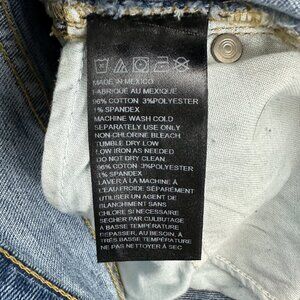 MADE IN MEXICO
FABRIQUÉ AU MEXIQUE
96% COTTON 3%POLYESTER
1% SPANDEX
MACHINE WASH COLD
SEPARATELY USE ONLY
NON-CHLORINE BLEACH
TUMBLE DRY LOW
LOW IRON AS NEEDED
DO NOT DRY CLEAN
96% COTTON -3%POLYESTER
1% SPANDEX
LAVER À LA MACHINE À
L'EAU FROIDE SÉPARÉMENT
UTILISER UN AGENT DE
BLANCHIMENT SANS
CHLORE SI NECESSAIRE
SÉCHER PAR CULBUTAGE
À BASSE TEMPÉRATURE
REPASSER, AU BESOIN, À
TRÈS BASSE TEMPÉRATURE
NE PAS NETTOYER À SEC